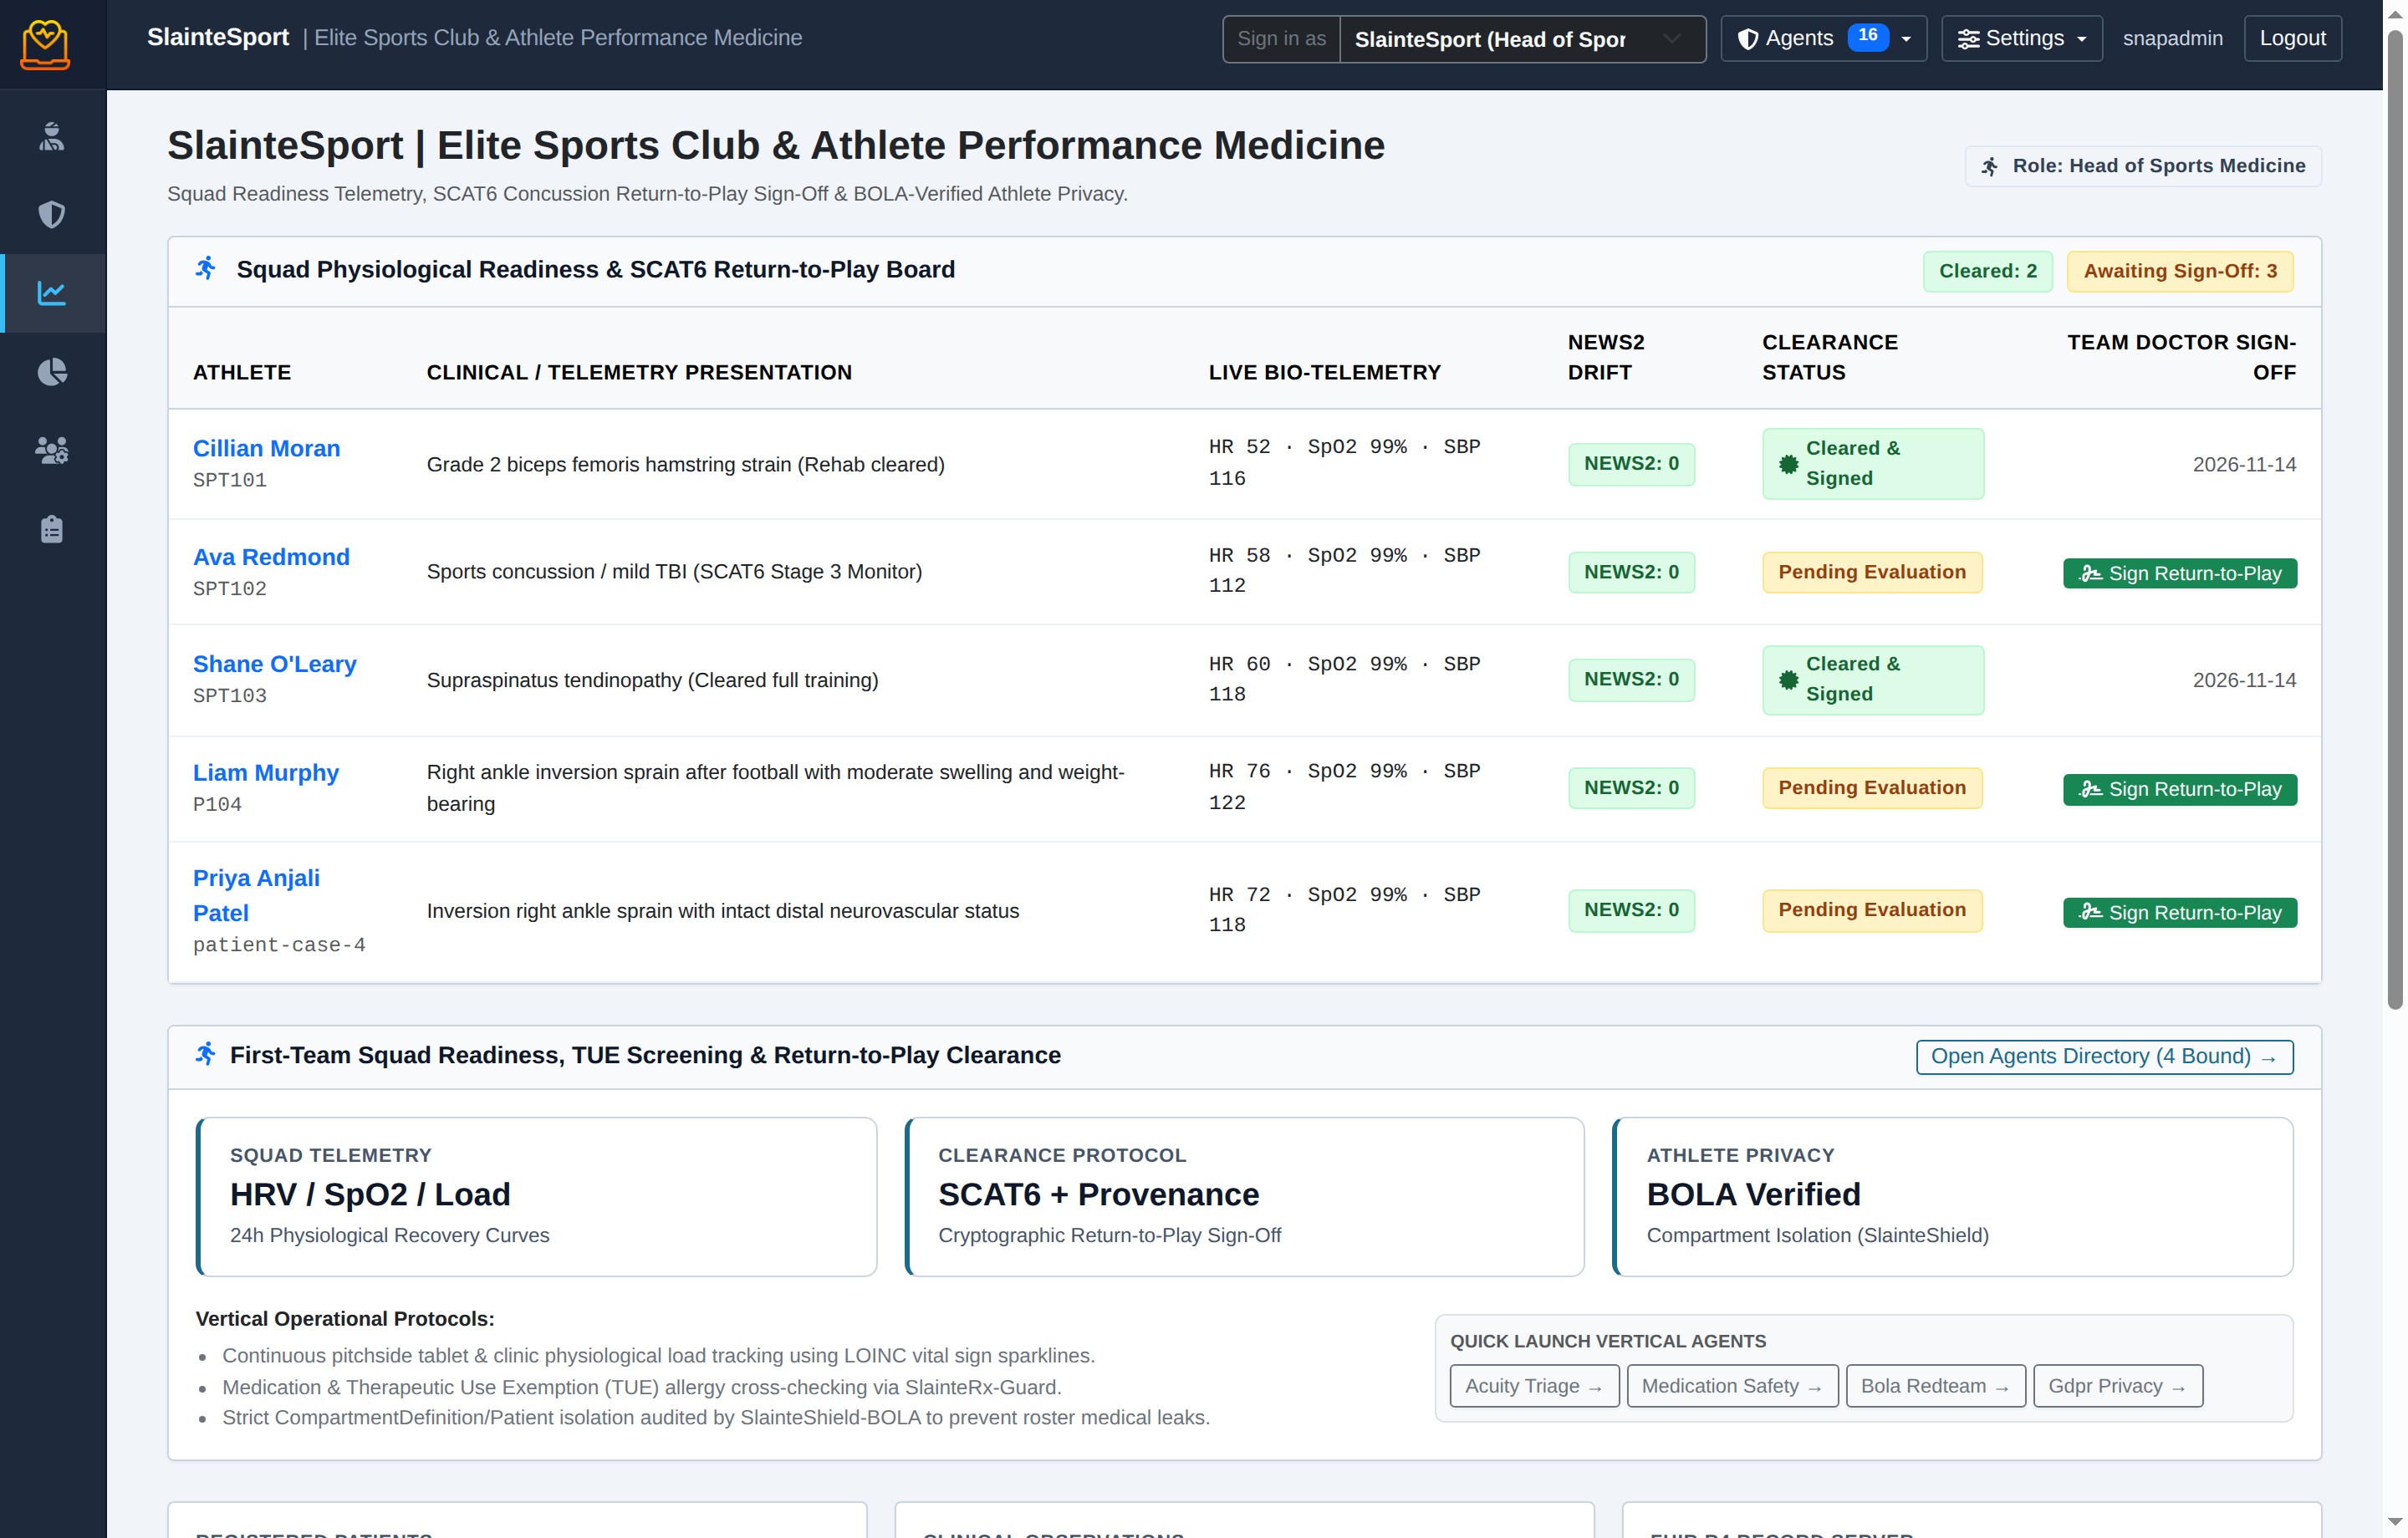 SlainteSport | Elite Sports Club & Athlete Performance Medicine
Sign in as SlainteSport (Head of Spor
Agents 16
Settings
snapadmin
Logout
SlainteSport | Elite Sports Club & Athlete Performance Medicine
Squad Readiness Telemetry, SCAT6 Concussion Return-to-Play Sign-Off & BOLA-Verified Athlete Privacy.
Role: Head of Sports Medicine
Squad Physiological Readiness & SCAT6 Return-to-Play Board
Cleared: 2
Awaiting Sign-Off: 3
ATHLETE
CLINICAL / TELEMETRY PRESENTATION
LIVE BIO-TELEMETRY
NEWS2
DRIFT
CLEARANCE
STATUS
TEAM DOCTOR SIGN-
OFF
Cillian Moran
SPT101
Grade 2 biceps femoris hamstring strain (Rehab cleared)
HR 52 · SpO2 99% · SBP
116
NEWS2: 0
Cleared &
Signed
2026-11-14
Ava Redmond
SPT102
Sports concussion / mild TBI (SCAT6 Stage 3 Monitor)
HR 58 · SpO2 99% · SBP
112
NEWS2: 0
Pending Evaluation
Sign Return-to-Play
Shane O'Leary
SPT103
Supraspinatus tendinopathy (Cleared full training)
HR 60 · SpO2 99% · SBP
118
NEWS2: 0
Cleared &
Signed
2026-11-14
Liam Murphy
P104
Right ankle inversion sprain after football with moderate swelling and weight-
bearing
HR 76 · SpO2 99% · SBP
122
NEWS2: 0
Pending Evaluation
Sign Return-to-Play
Priya Anjali
Patel
patient-case-4
Inversion right ankle sprain with intact distal neurovascular status
HR 72 · SpO2 99% · SBP
118
NEWS2: 0
Pending Evaluation
Sign Return-to-Play
First-Team Squad Readiness, TUE Screening & Return-to-Play Clearance
Open Agents Directory (4 Bound) →
SQUAD TELEMETRY
HRV / SpO2 / Load
24h Physiological Recovery Curves
CLEARANCE PROTOCOL
SCAT6 + Provenance
Cryptographic Return-to-Play Sign-Off
ATHLETE PRIVACY
BOLA Verified
Compartment Isolation (SlainteShield)
Vertical Operational Protocols:
• Continuous pitchside tablet & clinic physiological load tracking using LOINC vital sign sparklines.
• Medication & Therapeutic Use Exemption (TUE) allergy cross-checking via SlainteRx-Guard.
• Strict CompartmentDefinition/Patient isolation audited by SlainteShield-BOLA to prevent roster medical leaks.
QUICK LAUNCH VERTICAL AGENTS
Acuity Triage →
Medication Safety →
Bola Redteam →
Gdpr Privacy →
REGISTERED PATIENTS
CLINICAL OBSERVATIONS
FHIR R4 RECORD SERVER